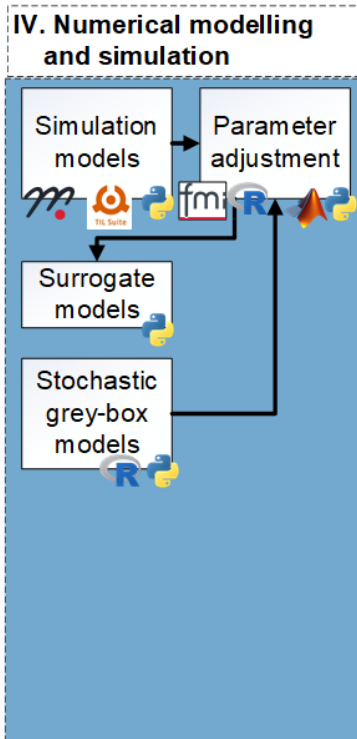 IV. Numerical modelling
and simulation
Simulation
models
Parameter
adjustment
TIL Suite
fmi
R
Surrogate
models
Stochastic
grey-box
models
R